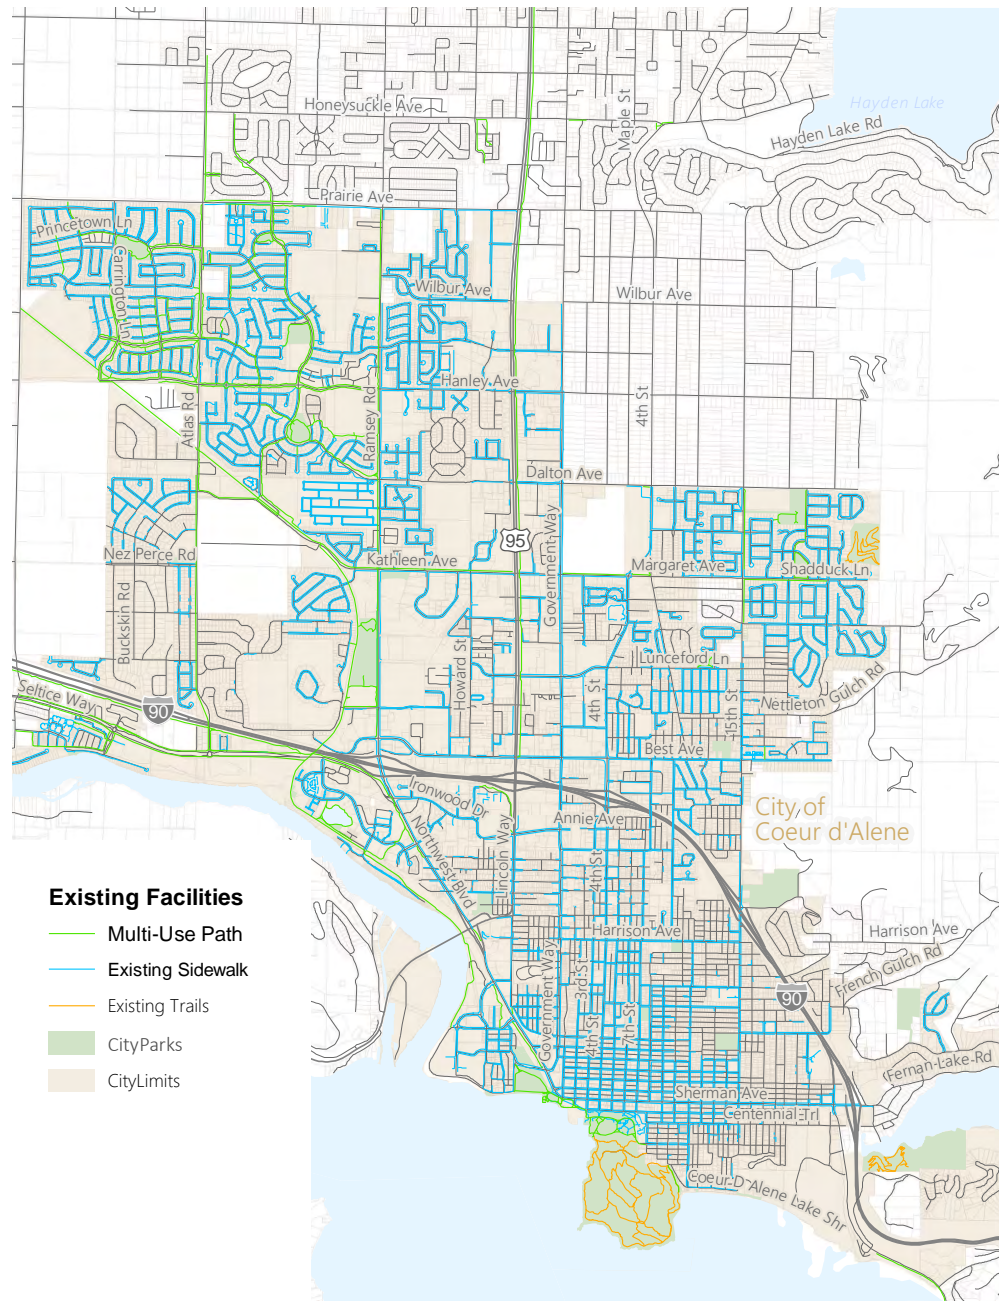 Hayden Lake
Honeysuckle Ave
Maple St
Hayden Lake Rd
Prairie Ave
Princetown Ln
Carrington Ln
Wilbur Ave
Wilbur Ave
Hanley Ave
Atlas Rd
Ramsey Rd
4th St
Dalton Ave
95
Government Way
Nez Perce Rd
Kathleen Ave
Margaret Ave
Shadduck Ln
Buckskin Rd
Howard St
Lunceford Ln
4th St
15th St
Nettleton Gulch Rd
Seltice Way
90
Best Ave
Ironwood Dr
Annie Ave
City of
Coeur d'Alene
Northwest Blvd
Lincoln Way
4th St
Existing Facilities
Multi-Use Path
Existing Sidewalk
Existing Trails
CityParks
CityLimits
Harrison Ave
Harrison Ave
French Gulch Rd
Government Way
3rd St
90
4th St
7th St
Fernan Lake Rd
Sherman Ave
Centennial Trl
Coeur D Alene Lake Shr